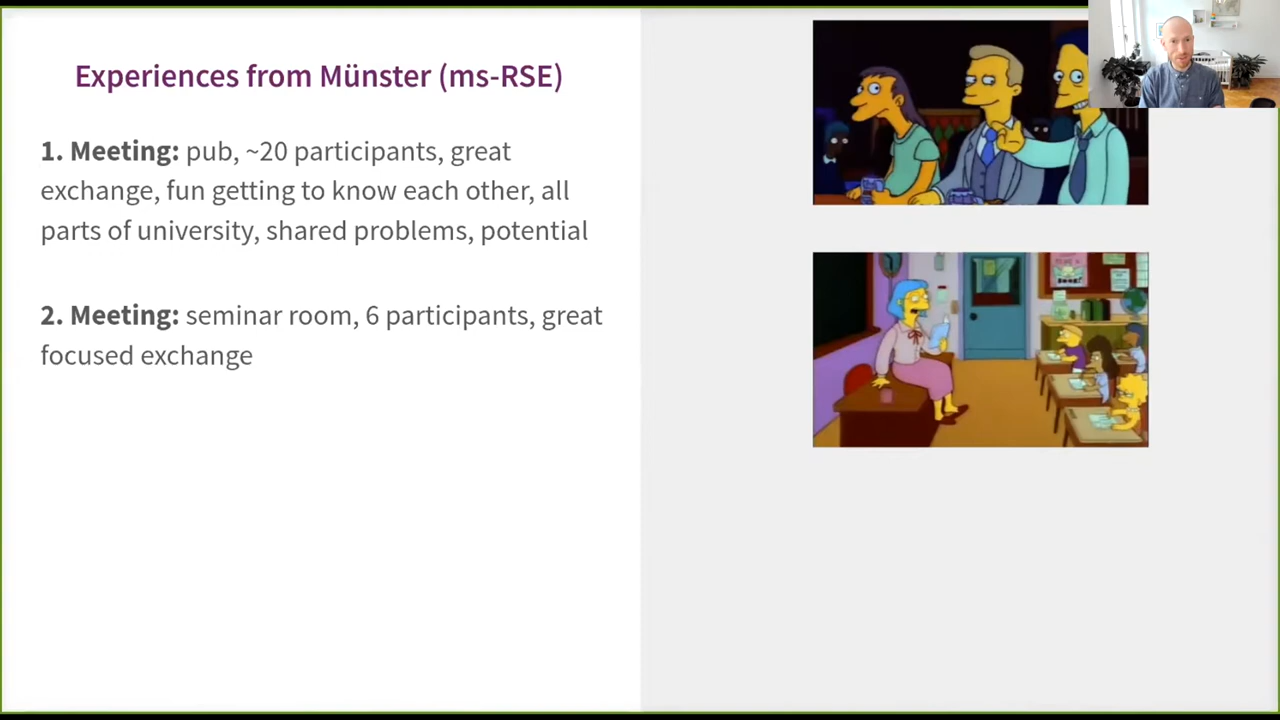 Experiences from Münster (ms-RSE)
1. Meeting: pub, ~20 participants, great
exchange, fun getting to know each other, all
parts of university, shared problems, potential
2. Meeting: seminar room, 6 participants, great
focused exchange